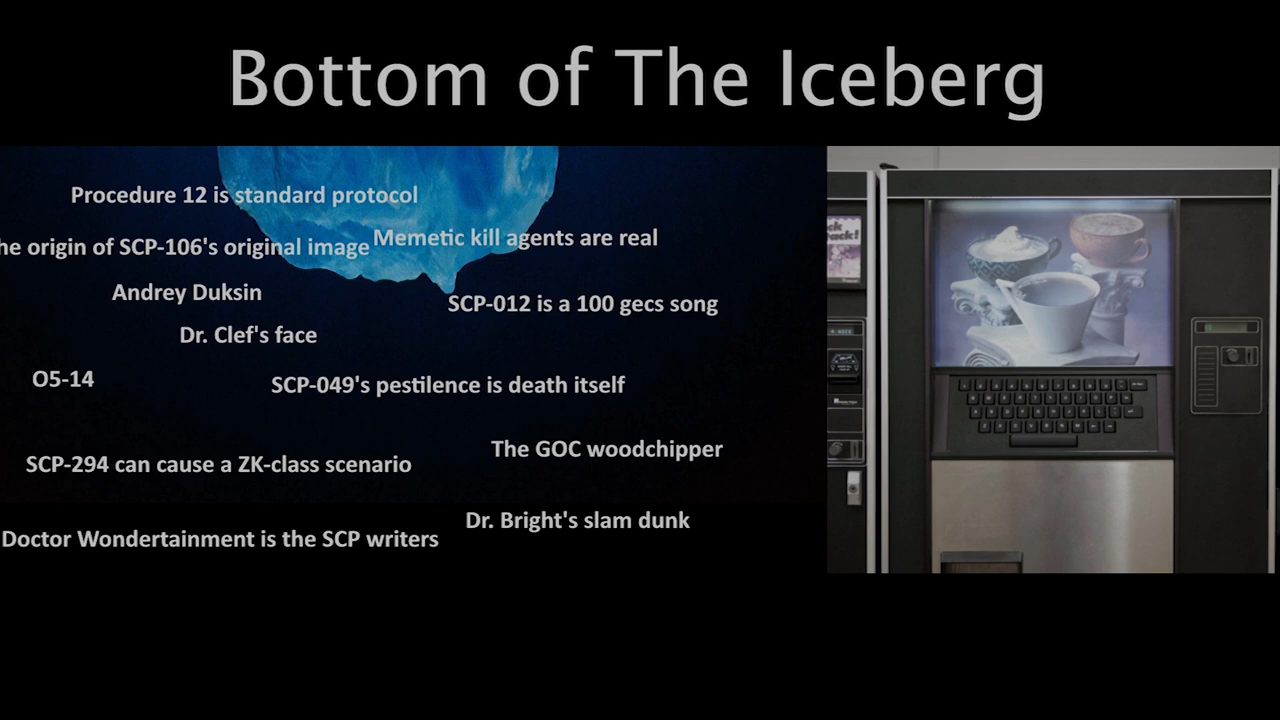 Bottom of The Iceberg
Procedure 12 is standard protocol
he origin of SCP-106's original image
Memetic kill agents are real
Andrey Duksin
SCP-012 is a 100 gecs song
Dr. Clef's face
O5-14
SCP-049's pestilence is death itself
The GOC woodchipper
SCP-294 can cause a ZK-class scenario
Dr. Bright's slam dunk
Doctor Wondertainment is the SCP writers